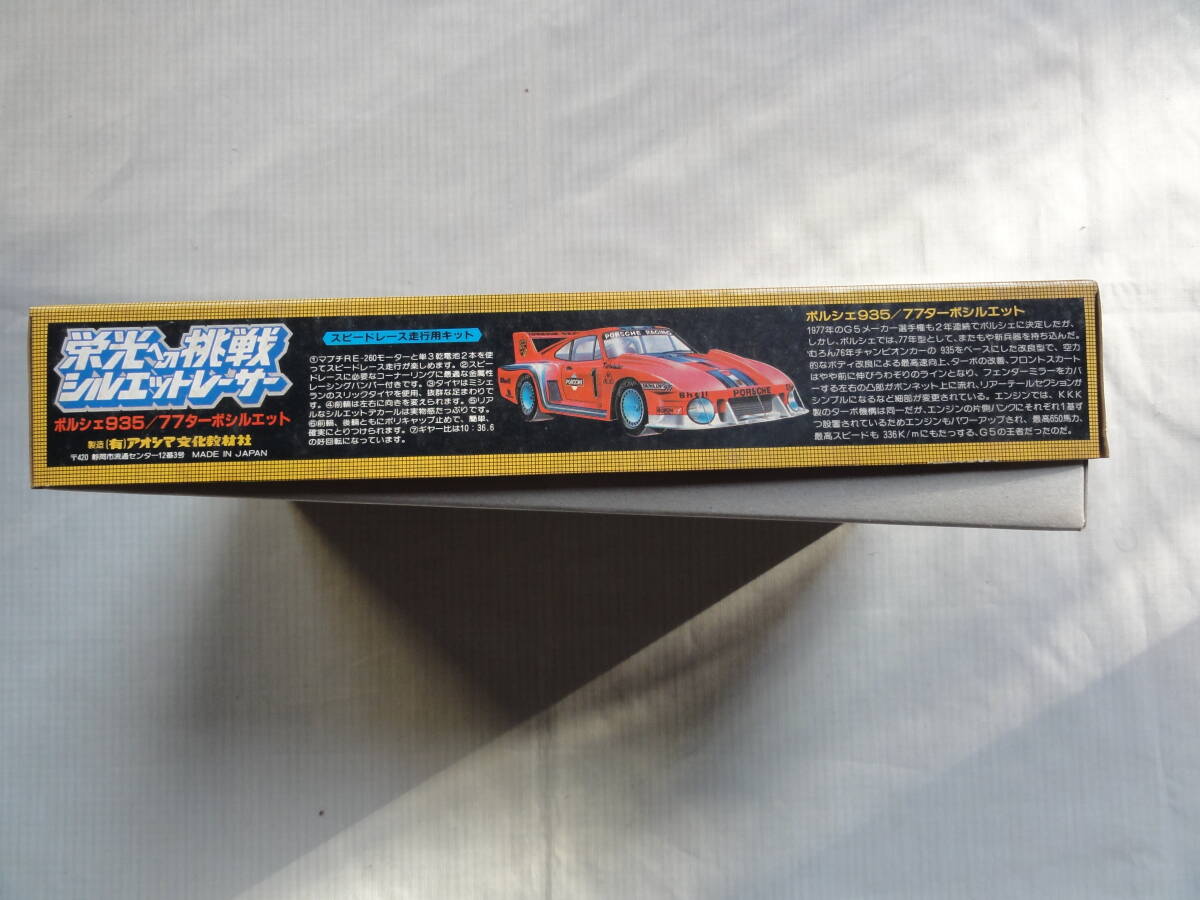 栄光への挑戦
シルエットレーサー
ポルシェ935/77ターボシルエット
製造 (有)アオシマ文化教材社
〒420 静岡市流通センター12番3号 MADE IN JAPAN
スピードレース走行用キット
①マブチRE-260モーターと単3乾電池2本を使
ってスピードレース走行が楽しめます。②スピー
ドレースに必要なコーナーリングに最適な金属性
レーシングバンパー付きです。③タイヤはミシェ
ランのスリックタイヤを使用、抜群な足まわりで
す。④前輪は左右に向きを変えられます。⑤リア
ルなシルエットデカールは実物感たっぷりです。
⑥前輪、後輪ともにポリキャップ止めで、簡単、
確実にとりつけられます。⑦ギヤー比は10:36.6
の好回転になっています。
PORSCHE RACING
PORSCHE
1
Shell
DUNLOP
BOSCH
Shell
PORSCHE
ポルシェ935/77ターボシルエット
1977年のG5メーカー選手権も2年連続でポルシェに決定したが、
しかし、ポルシェでは、77年型として、またもや新兵器を持ち込んだ。
むろん76年チャンピオンカーの 935をベースにした改良型で、空力
的なボディ改良による最高速向上、ターボの改善、フロントスカート
はやや前に伸びうわぞりのラインとなり、フェンダーミラーをカバ
ーする左右の凸部がボンネット上に流れ、リアーテールセクションが
シンプルになるなど細部が変更されている。エンジンでは、KKK
製のターボ機構は同一だが、エンジンの片側バンクにそれぞれ1基ず
つ設置されているためエンジンもパワーアップされ、最高650馬力、
最高スピードも 336K/mにもたっする、G5の王者だったのだ。